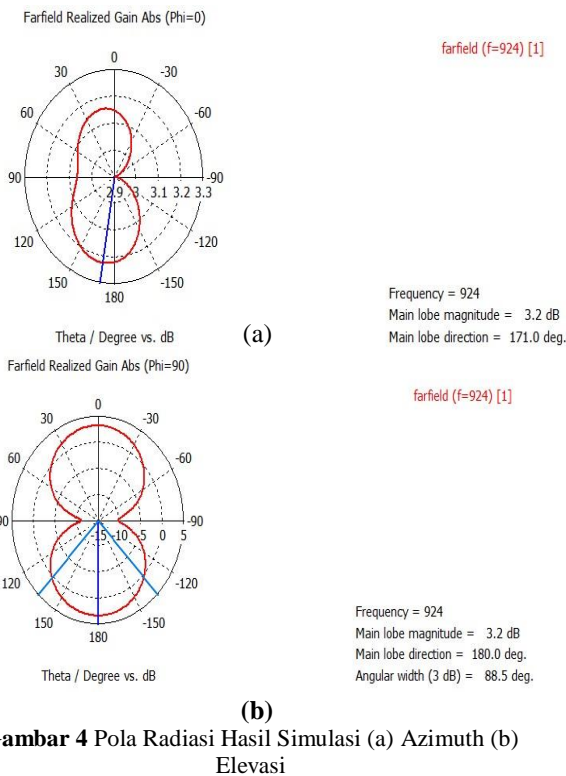 Farfield Realized Gain Abs (Phi=0)
farfield (f=924) [1]
0
30 -30
60 -60
90 -90
2.9 3 3.1 3.2 3.3
120 -120
150 -150
180
Frequency = 924
Main lobe magnitude = 3.2 dB
Main lobe direction = 171.0 deg.
Theta / Degree vs. dB
(a)
Farfield Realized Gain Abs (Phi=90)
farfield (f=924) [1]
0
30 -30
60 -60
90 -90
-15 -10 -5 0 5
120 -120
150 -150
180
Frequency = 924
Main lobe magnitude = 3.2 dB
Main lobe direction = 180.0 deg.
Angular width (3 dB) = 88.5 deg.
Theta / Degree vs. dB
(b)
ambar 4 Pola Radiasi Hasil Simulasi (a) Azimuth (b)
Elevasi